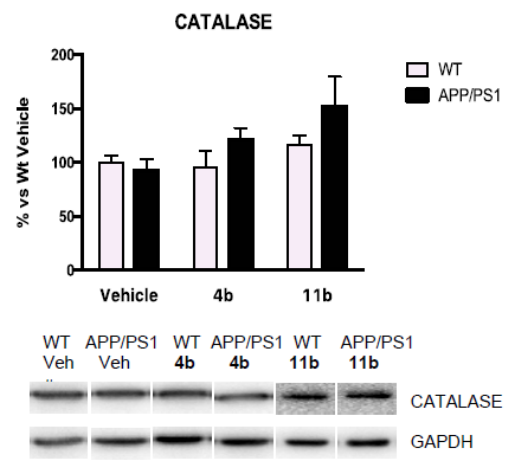 CATALASE
% vs Wt Vehicle
200
150
100
50
0
WT
APP/PS1
Vehicle 4b 11b
WT APP/PS1 WT APP/PS1 WT APP/PS1
Veh Veh 4b 4b 11b 11b
CATALASE
GAPDH